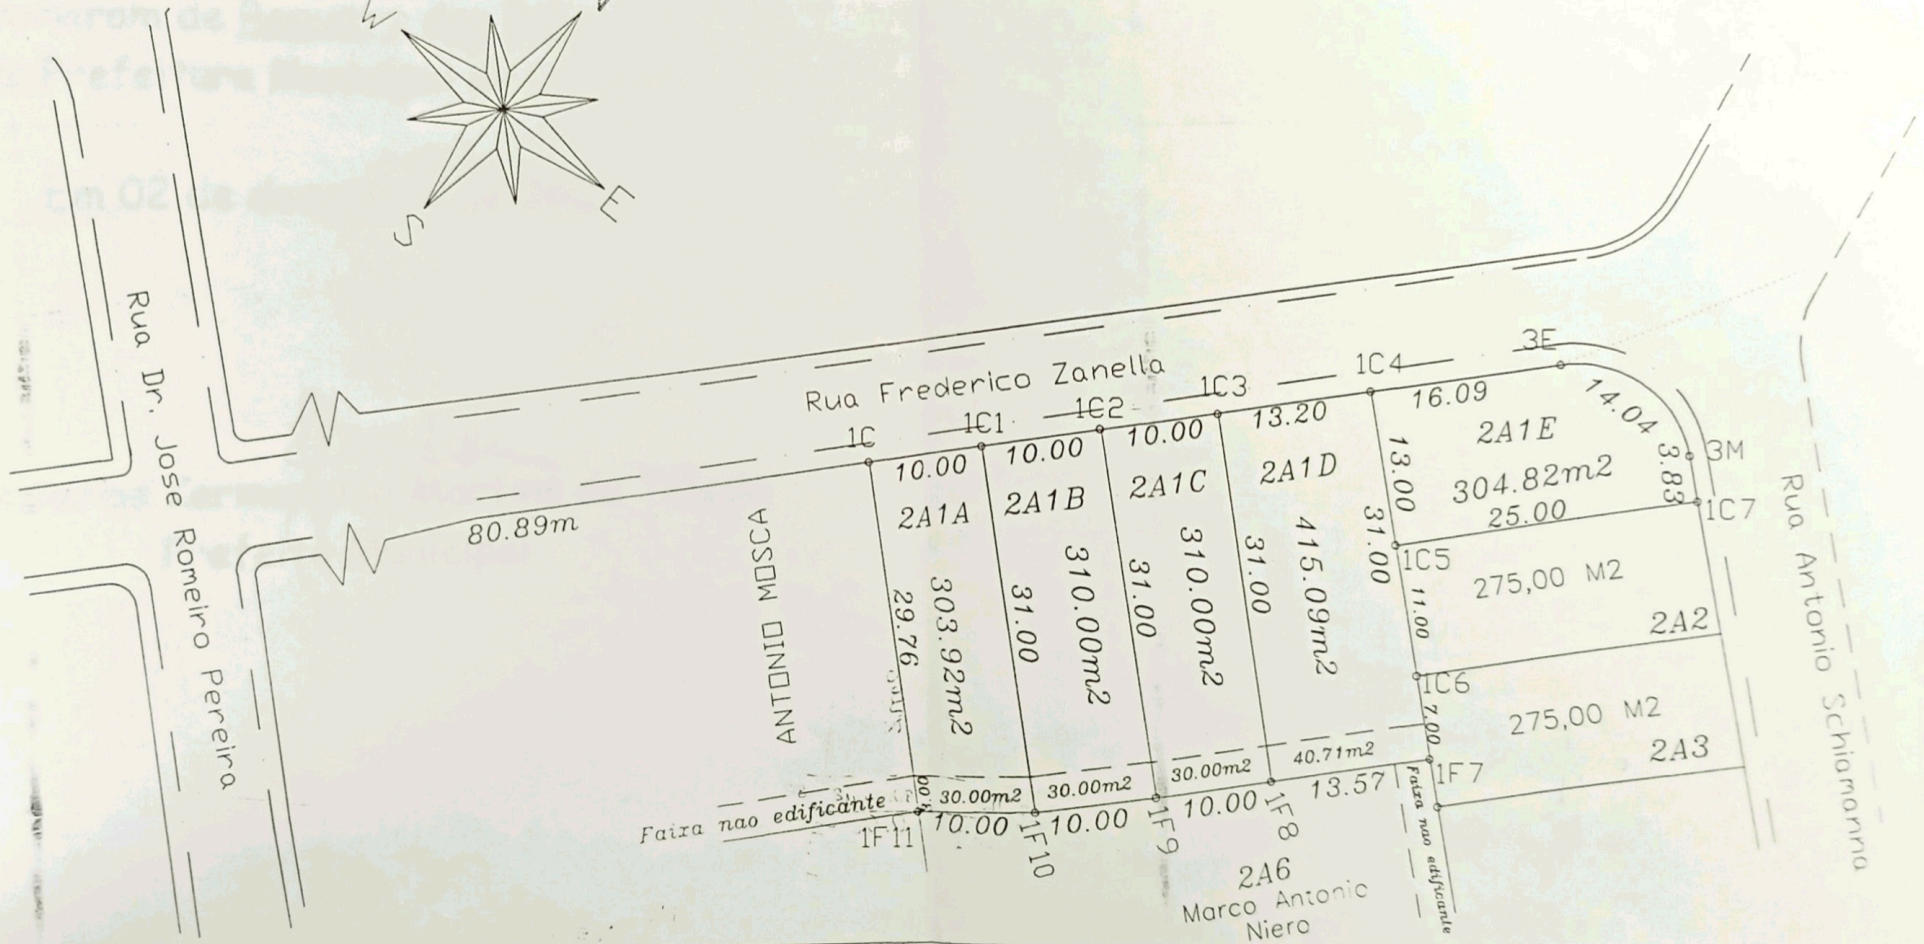 W
S
E
Rua Dr. Jose Romeiro Pereira
80.89m
Rua Frederico Zanella
1C
1C1
1C2
1C3
1C4
3E
10.00
10.00
10.00
13.20
16.09
14.04
3.83
3M
1C7
2A1A
2A1B
2A1C
2A1D
2A1E
304.82m2
25.00
13.00
31.00
1C5
11.00
275,00 M2
2A2
1C6
7.00
275,00 M2
2A3
1F7
ANTONIO MOSCA
29.76
303.92m2
31.00
310.00m2
31.00
310.00m2
31.00
415.09m2
Faixa nao edificante
30.00m2
30.00m2
30.00m2
40.71m2
1F11
10.00
1F10
10.00
1F9
10.00
1F8
13.57
Faixa nao edificante
2A6
Marco Antonio
Niero
Rua Antonio Schiamanna